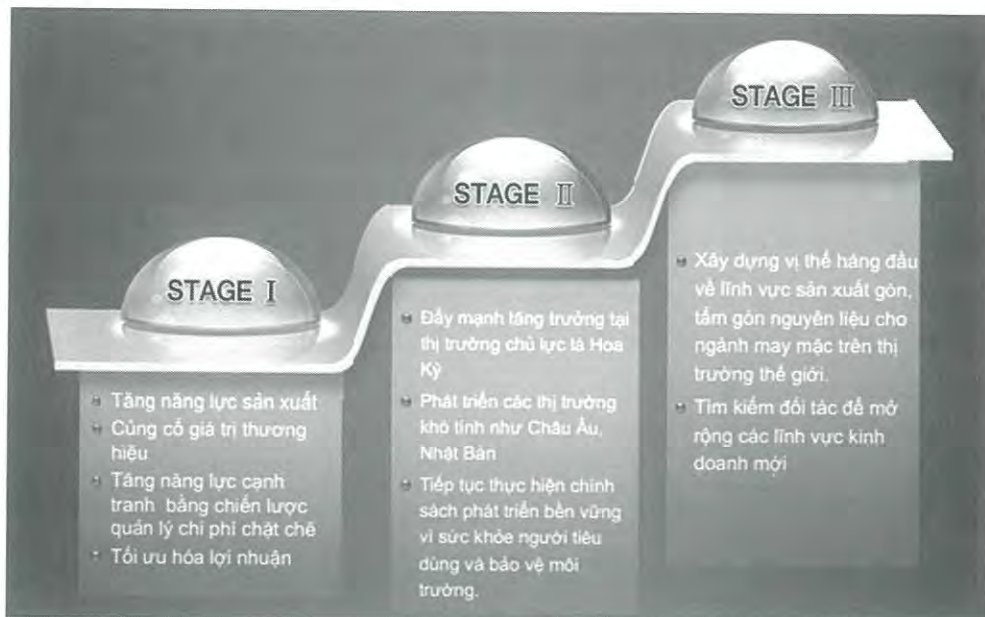 STAGE I
Tăng năng lực sản xuất
Củng cố giá trị thương
hiệu
Tăng năng lực cạnh
tranh bằng chiến lược
quản lý chi phí chặt chẽ
Tối ưu hóa lợi nhuận
STAGE II
Đẩy mạnh tăng trưởng tại
thị trường chủ lực là Hoa
Kỳ
Phát triển các thị trường
khó tính như Châu Âu,
Nhật Bản
Tiếp tục thực hiện chính
sách phát triển bền vững
vì sức khỏe người tiêu
dùng và bảo vệ môi
trường.
STAGE III
Xây dựng vị thế hàng đầu
về lĩnh vực sản xuất gòn,
tấm gòn nguyên liệu cho
ngành may mặc trên thị
trường thế giới.
Tìm kiếm đối tác để mở
rộng các lĩnh vực kinh
doanh mới